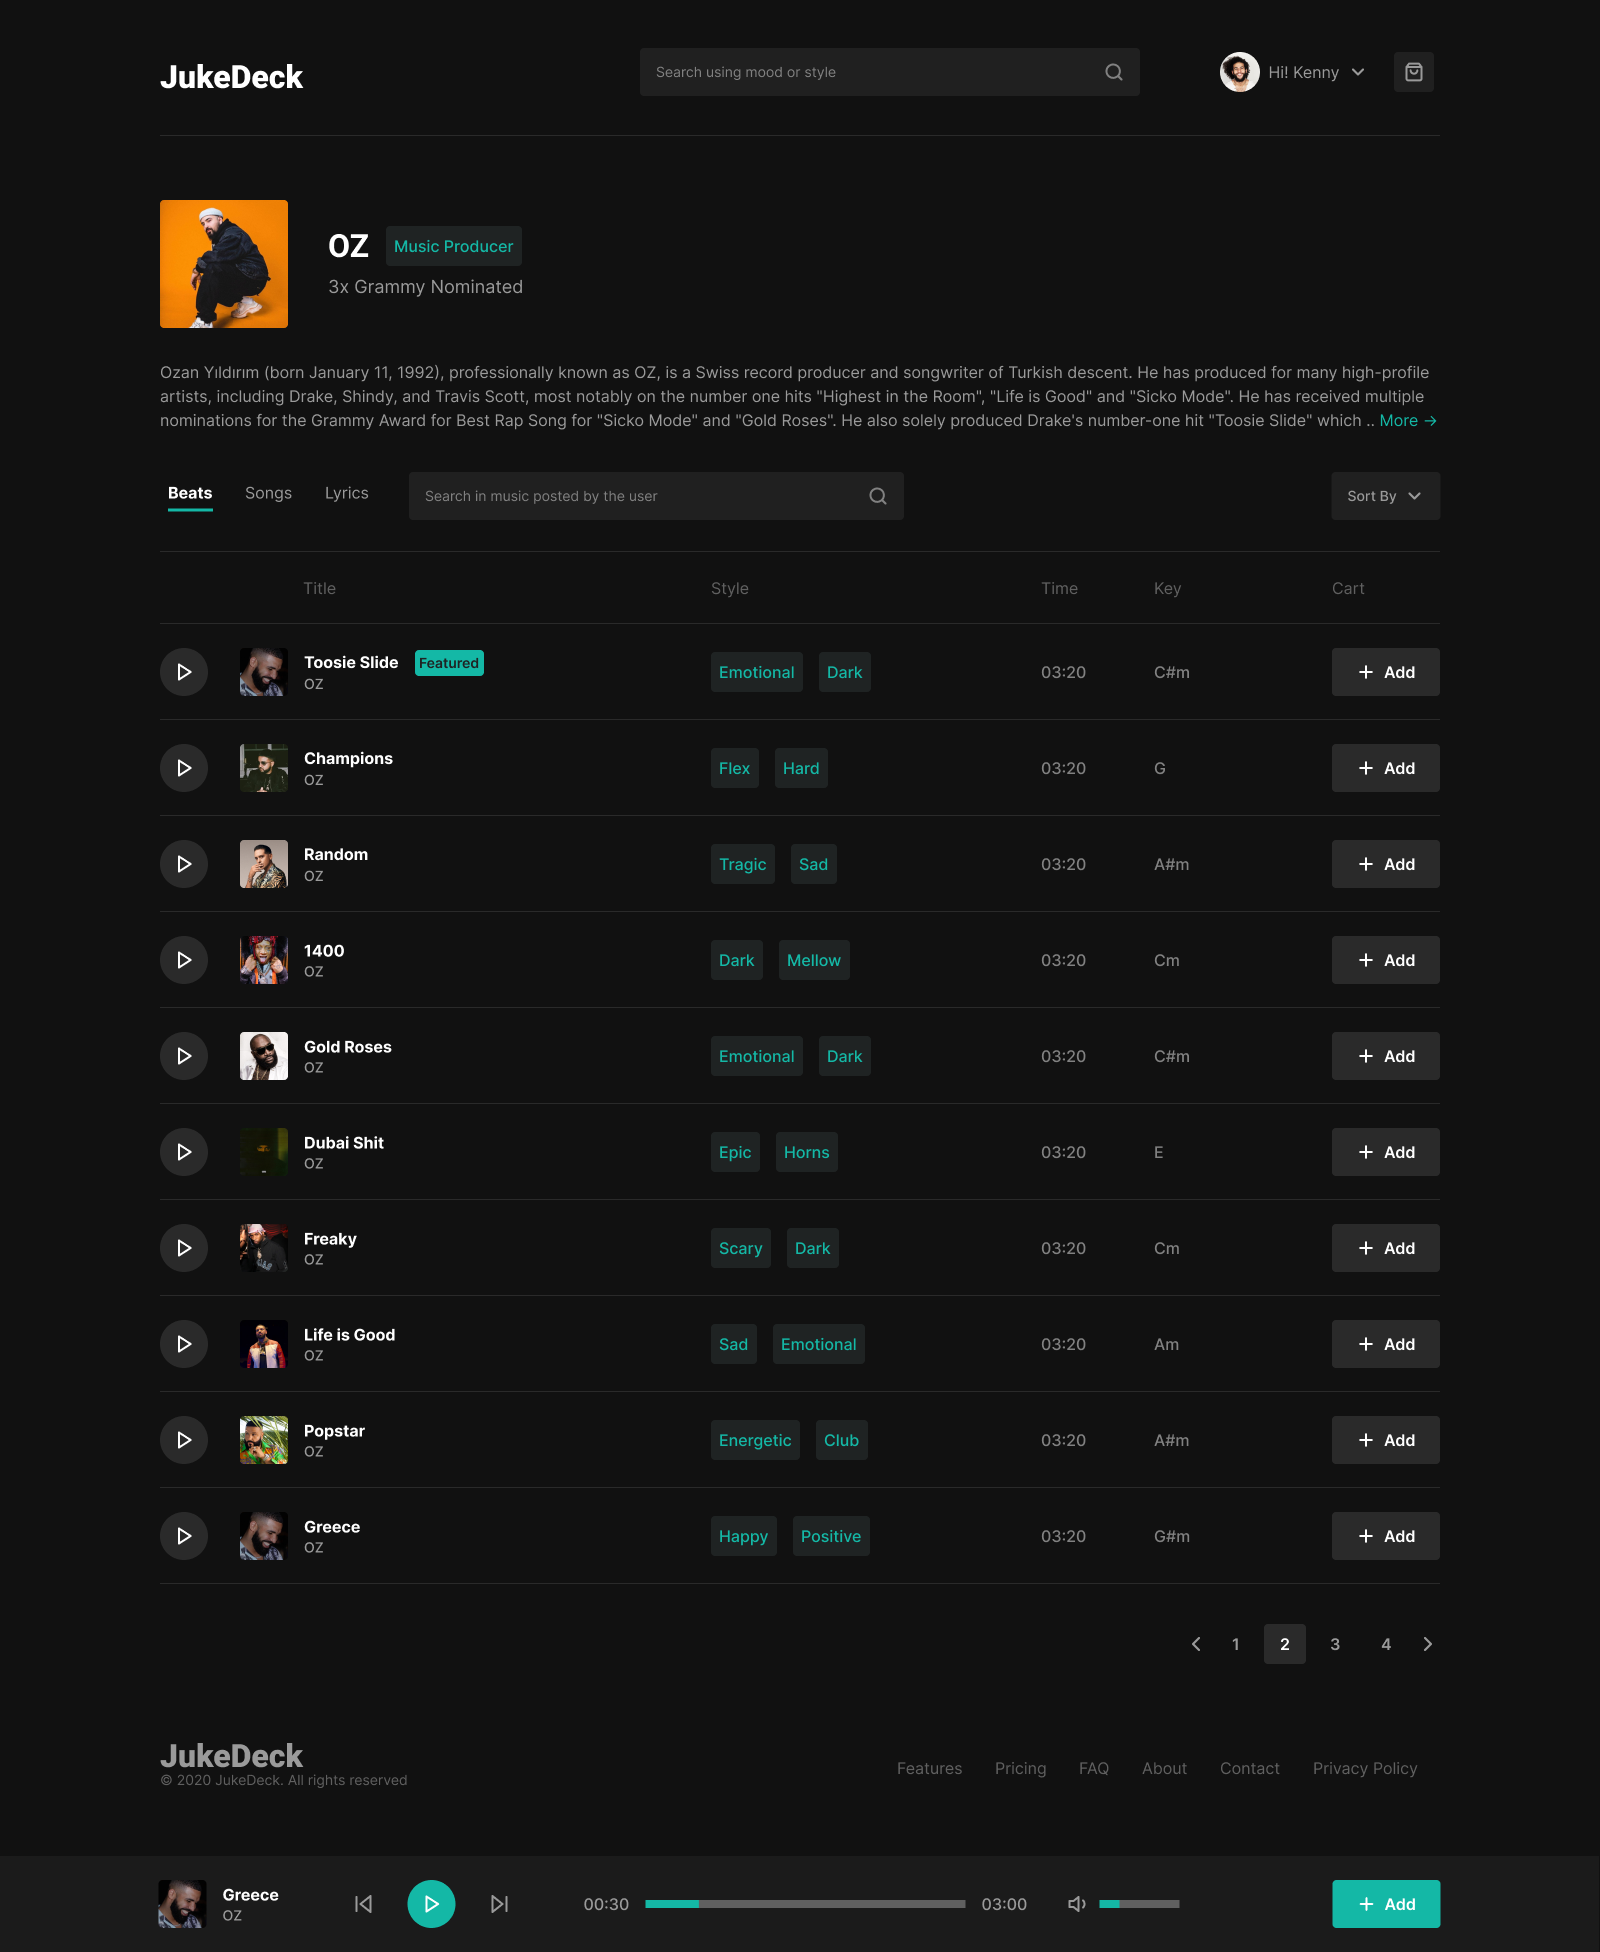 JukeDeck
Search using mood or style
Hi! Kenny
OZ
Music Producer
3x Grammy Nominated
Ozan Yıldırım (born January 11, 1992), professionally known as OZ, is a Swiss record producer and songwriter of Turkish descent. He has produced for many high-profile
artists, including Drake, Shindy, and Travis Scott, most notably on the number one hits "Highest in the Room", "Life is Good" and "Sicko Mode". He has received multiple
nominations for the Grammy Award for Best Rap Song for "Sicko Mode" and "Gold Roses". He also solely produced Drake's number-one hit "Toosie Slide" which .. More →
Beats Songs Lyrics
Search in music posted by the user
Sort By
Title Style Time Key Cart
Toosie Slide Featured
OZ
Emotional Dark 03:20 C#m + Add
Champions
OZ
Flex Hard 03:20 G + Add
Random
OZ
Tragic Sad 03:20 A#m + Add
1400
OZ
Dark Mellow 03:20 Cm + Add
Gold Roses
OZ
Emotional Dark 03:20 C#m + Add
Dubai Shit
OZ
Epic Horns 03:20 E + Add
Freaky
OZ
Scary Dark 03:20 Cm + Add
Life is Good
OZ
Sad Emotional 03:20 Am + Add
Popstar
OZ
Energetic Club 03:20 A#m + Add
Greece
OZ
Happy Positive 03:20 G#m + Add
1 2 3 4
JukeDeck
© 2020 JukeDeck. All rights reserved
Features Pricing FAQ About Contact Privacy Policy
Greece
OZ
00:30 03:00
+ Add